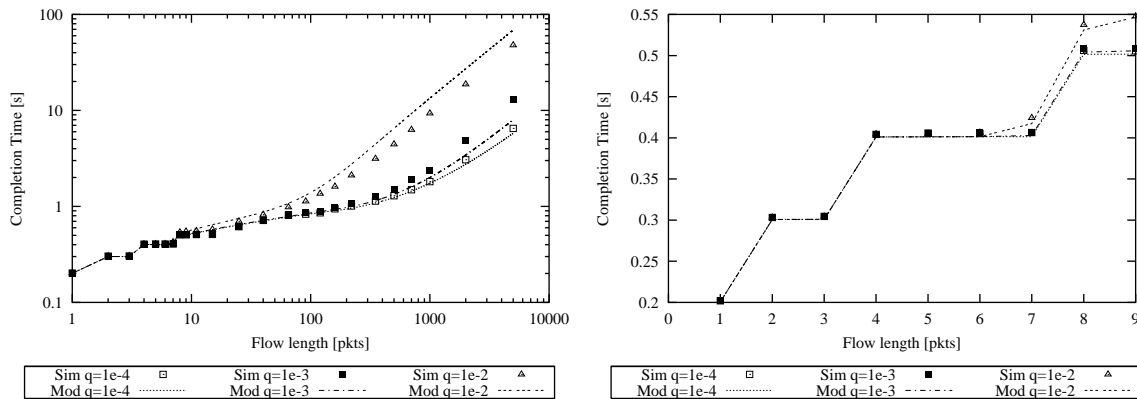 100
10
1
0.1
1
10
100
1000
10000
Completion Time [s]
Flow length [pkts]
Sim q=1e-4
Sim q=1e-3
Sim q=1e-2
Mod q=1e-4
Mod q=1e-3
Mod q=1e-2
0.55
0.5
0.45
0.4
0.35
0.3
0.25
0.2
0
1
2
3
4
5
6
7
8
9
Completion Time [s]
Flow length [pkts]
Sim q=1e-4
Sim q=1e-3
Sim q=1e-2
Mod q=1e-4
Mod q=1e-3
Mod q=1e-2